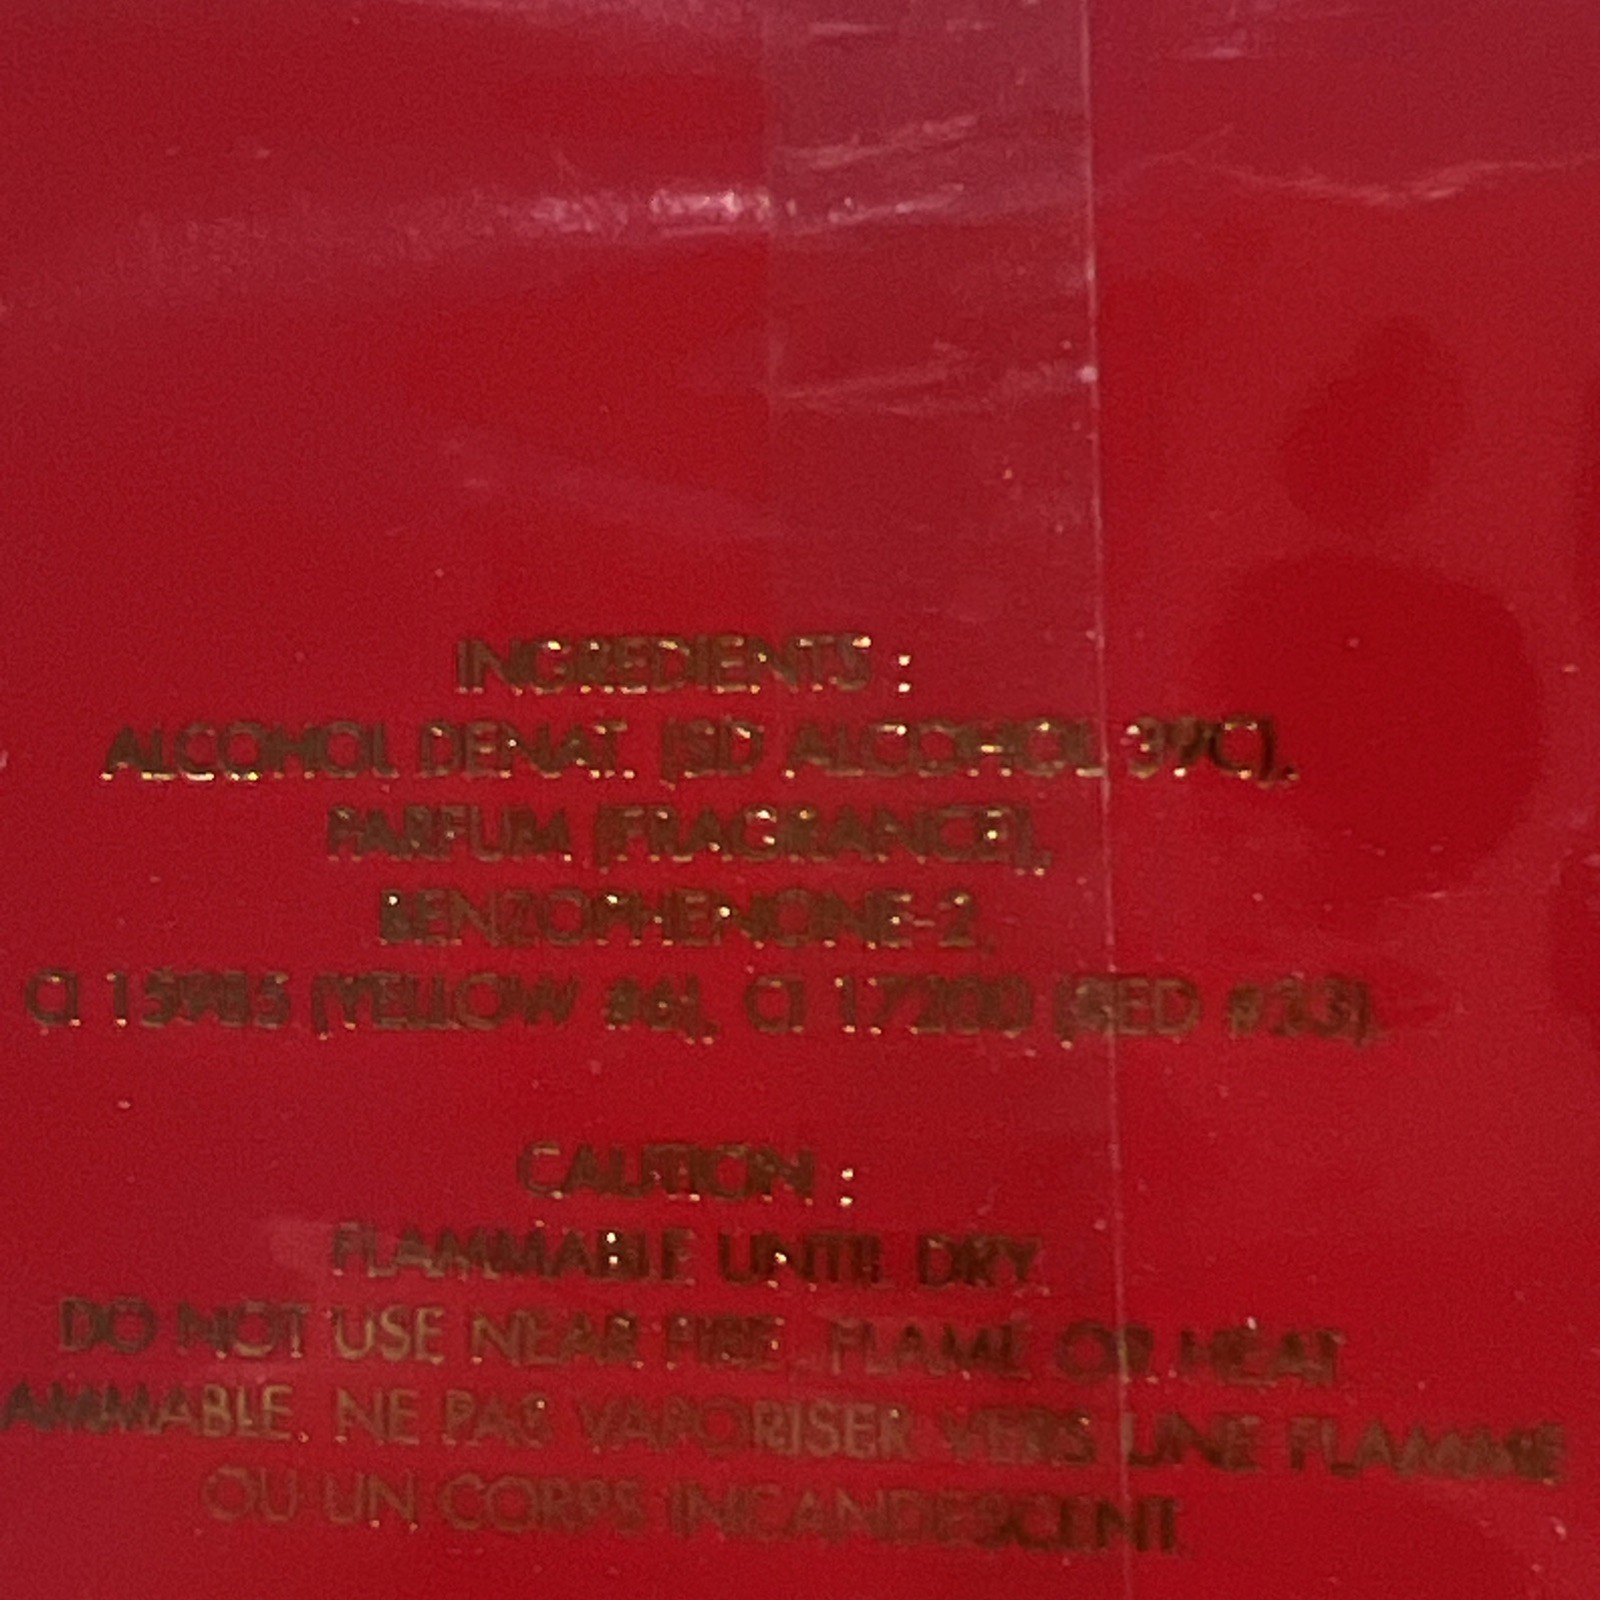 INGREDIENTS :
ALCOHOL DENAT. (SD ALCOHOL 39C),
PARFUM (FRAGRANCE),
BENZOPHENONE-2,
CI 15985 (YELLOW #6), CI 17200 (RED #33).
CAUTION :
FLAMMABLE UNTIL DRY.
DO NOT USE NEAR FIRE, FLAME OR HEAT
AMMABLE. NE PAS VAPORISER VERS UNE FLAMME
OU UN CORPS INCANDESCENT.